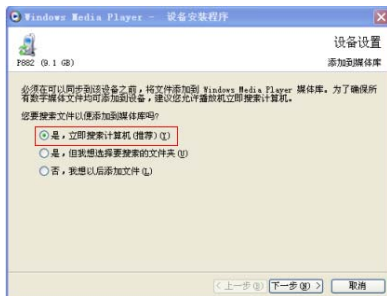 Windows Media Player - 设备安装程序
设备设置
P882 (9.1 GB)
添加到媒体库
必须在可以同步到该设备之前,将文件添加到 Windows Media Player 媒体库。为了确保所
有数字媒体文件均可添加到设备,建议您允许播放机立即搜索计算机。
您要搜索文件以便添加到媒体库吗?
是,立即搜索计算机(推荐)(Y)
是,但我想选择要搜索的文件夹(U)
否,我想以后添加文件(L)
<上一步(B) 下一步(N) > 取消